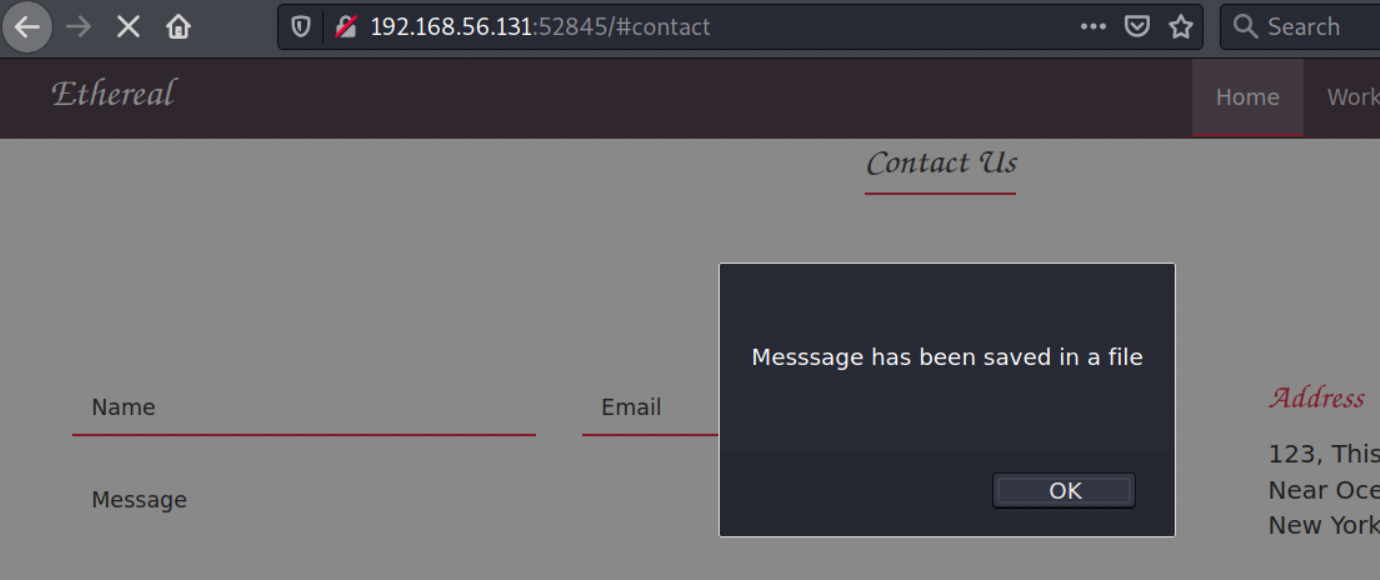 192.168.56.131:52845/#contact
Search
Ethereal
Home
Work
Contact Us
Messsage has been saved in a file
OK
Name
Email
Message
Address
123, This
Near Oce
New York